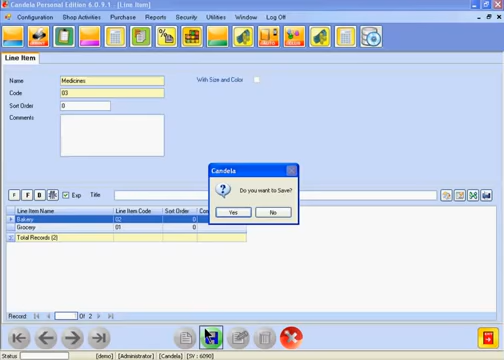 Candela Personal Edition 6.0.9.1 - [Line Item]
Configuration Shop Activities Purchase Reports Security Utilities Window Log Off
Line Item
Name Medicines With Size and Color
Code 03
Sort Order 0
Comments
Candela
Do you want to Save?
Yes No
F F D Exp Title
Line Item Name Line Item Code Sort Order
Bakery 02 0
Grocery 01 0
Total Records (2)
Record: 1 Of 2
Status [demo] [Administrator] [Candela] [SV : 6090]